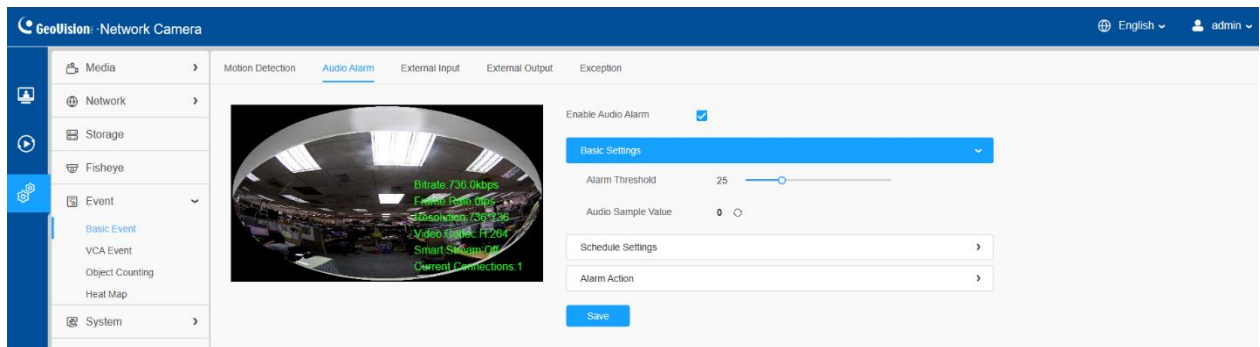 GeoVision Network Camera
English
admin
Media
Network
Storage
Fisheye
Event
Basic Event
VCA Event
Object Counting
Heat Map
System
Motion Detection
Audio Alarm
External Input
External Output
Exception
Bitrate:736.0kbps
Frame Rate:0fps
Resolution:736*736
Video Codec:H.264
Smart Stream:Off
Current Connections:1
Enable Audio Alarm
Basic Settings
Alarm Threshold 25
Audio Sample Value 0
Schedule Settings
Alarm Action
Save